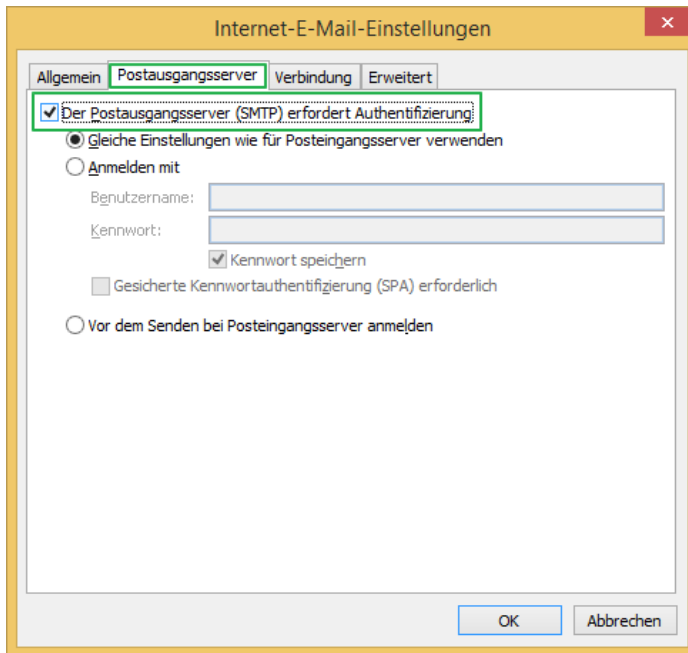 Internet-E-Mail-Einstellungen
Allgemein Postausgangsserver Verbindung Erweitert
Der Postausgangsserver (SMTP) erfordert Authentifizierung
Gleiche Einstellungen wie für Posteingangsserver verwenden
Anmelden mit
Benutzername:
Kennwort:
Kennwort speichern
Gesicherte Kennwortauthentifizierung (SPA) erforderlich
Vor dem Senden bei Posteingangsserver anmelden
OK Abbrechen